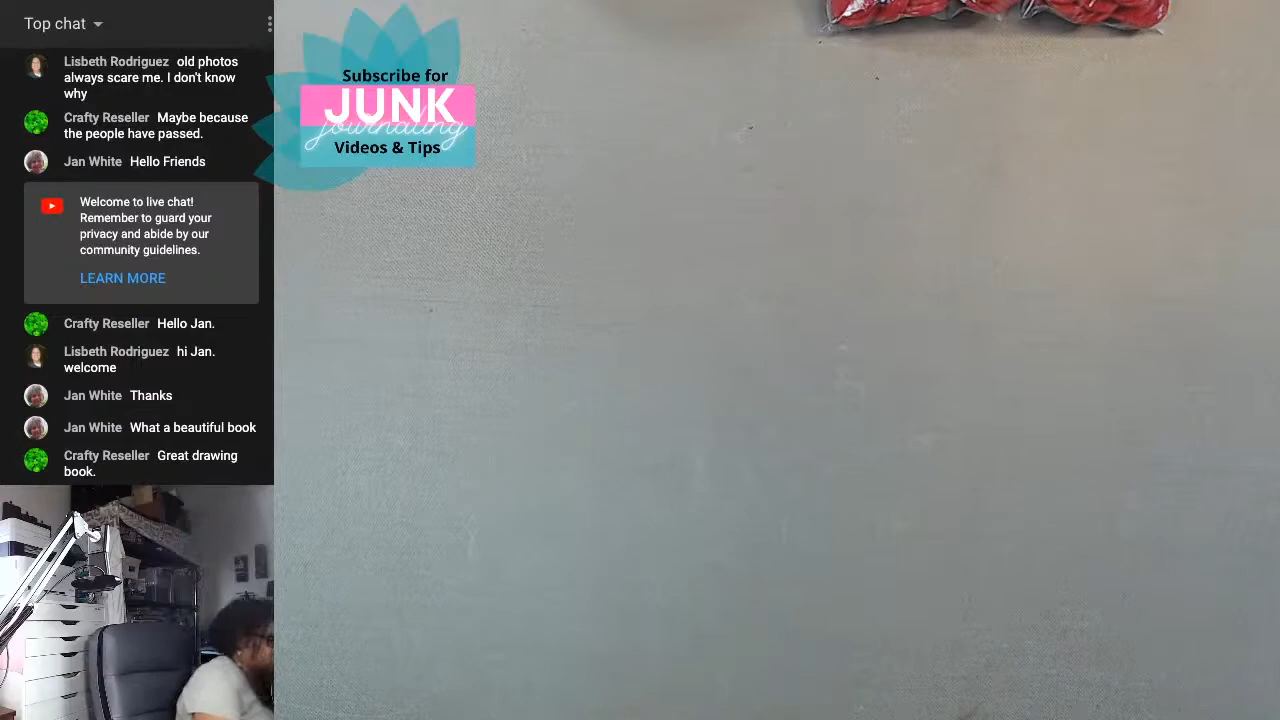 Top chat
Lisbeth Rodriguez old photos
always scare me. I don't know
why
Crafty Reseller Maybe because
the people have passed.
Jan White Hello Friends
Welcome to live chat!
Remember to guard your
privacy and abide by our
community guidelines.
LEARN MORE
Crafty Reseller Hello Jan.
Lisbeth Rodriguez hi Jan.
welcome
Jan White Thanks
Jan White What a beautiful book
Crafty Reseller Great drawing
book.
Subscribe for
JUNK
journaling
Videos & Tips